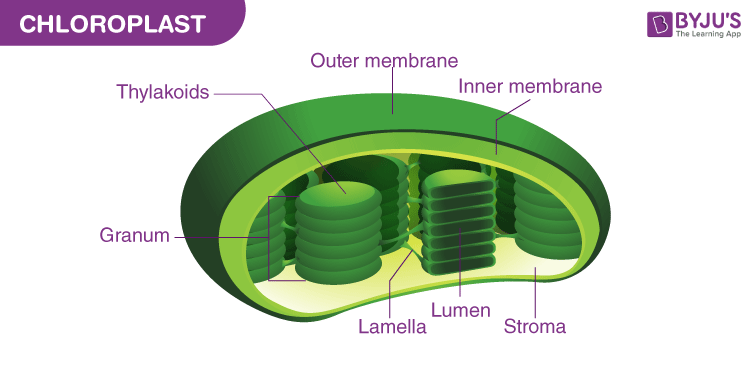 CHLOROPLAST
BYJU'S
The Learning App
Outer membrane
Thylakoids
Inner membrane
Granum
Lumen
Lamella
Stroma